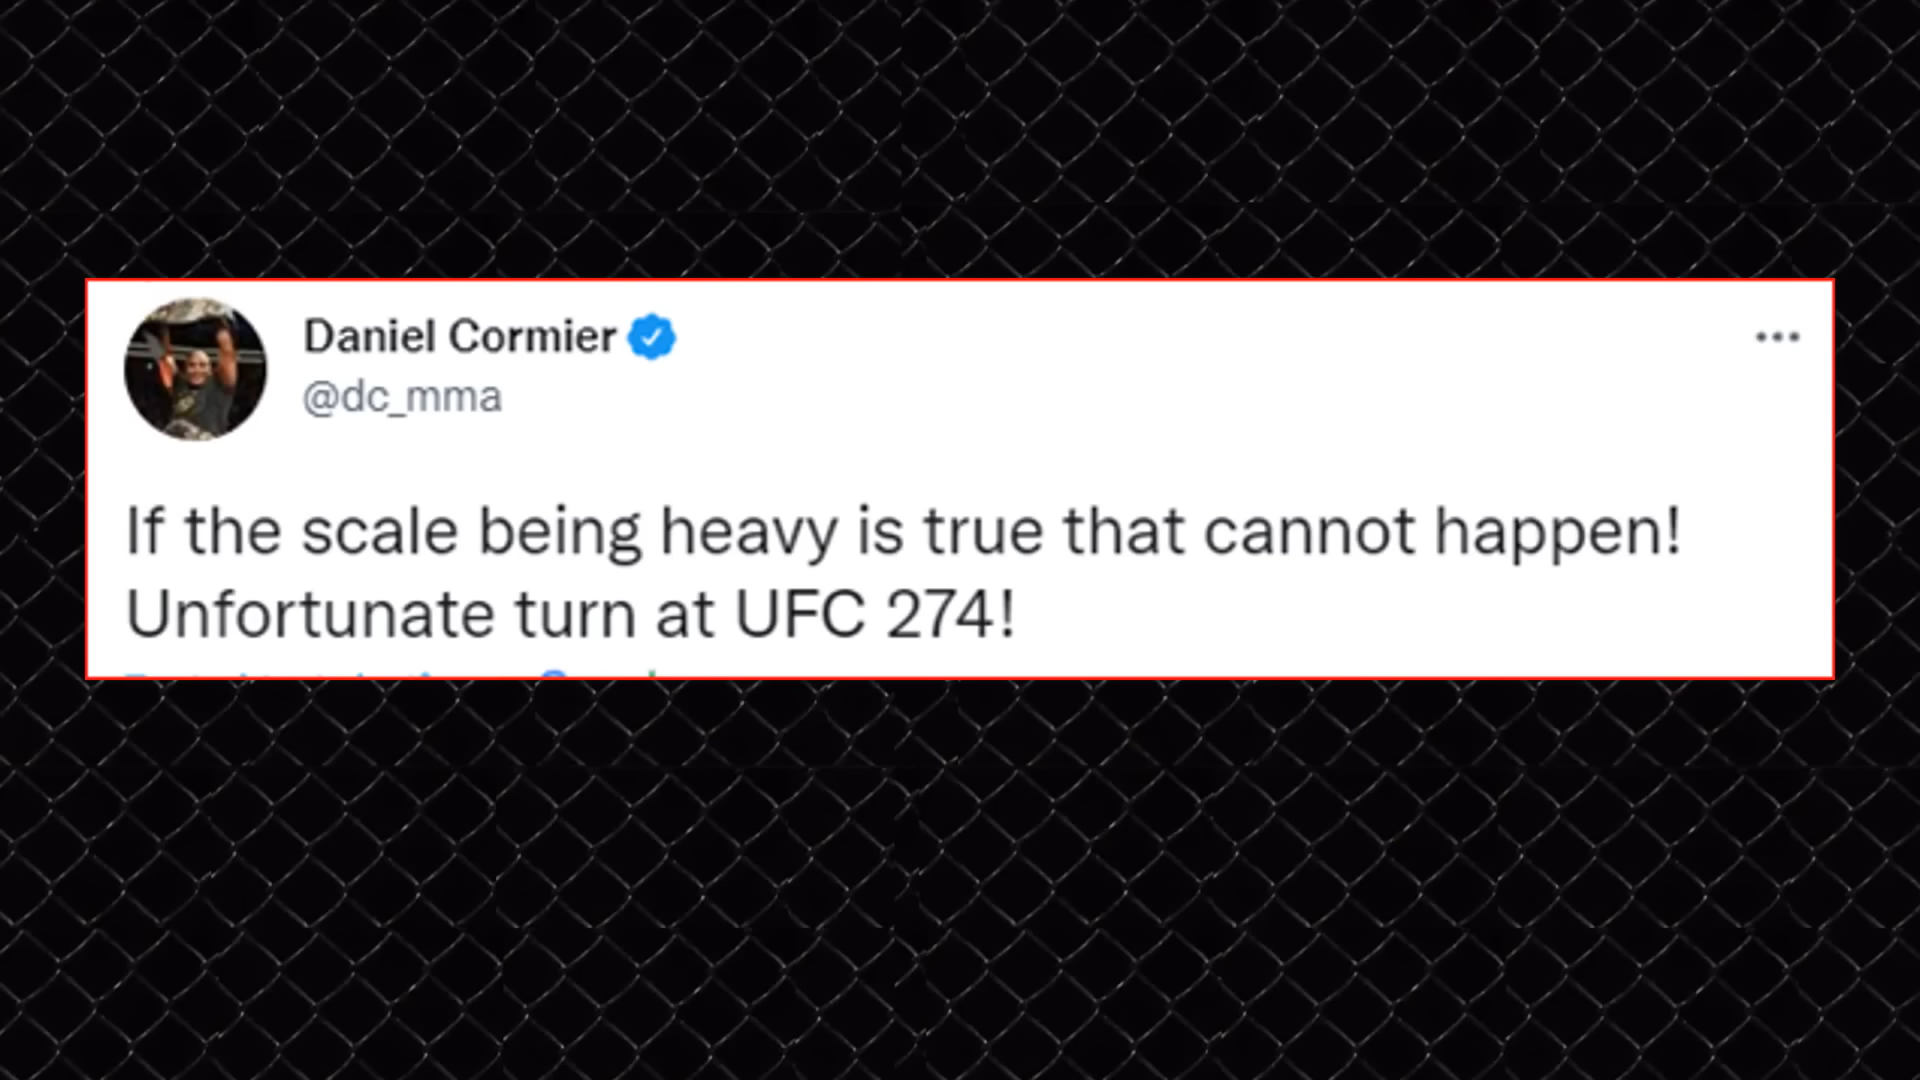 Daniel Cormier
@dc_mma
If the scale being heavy is true that cannot happen!
Unfortunate turn at UFC 274!